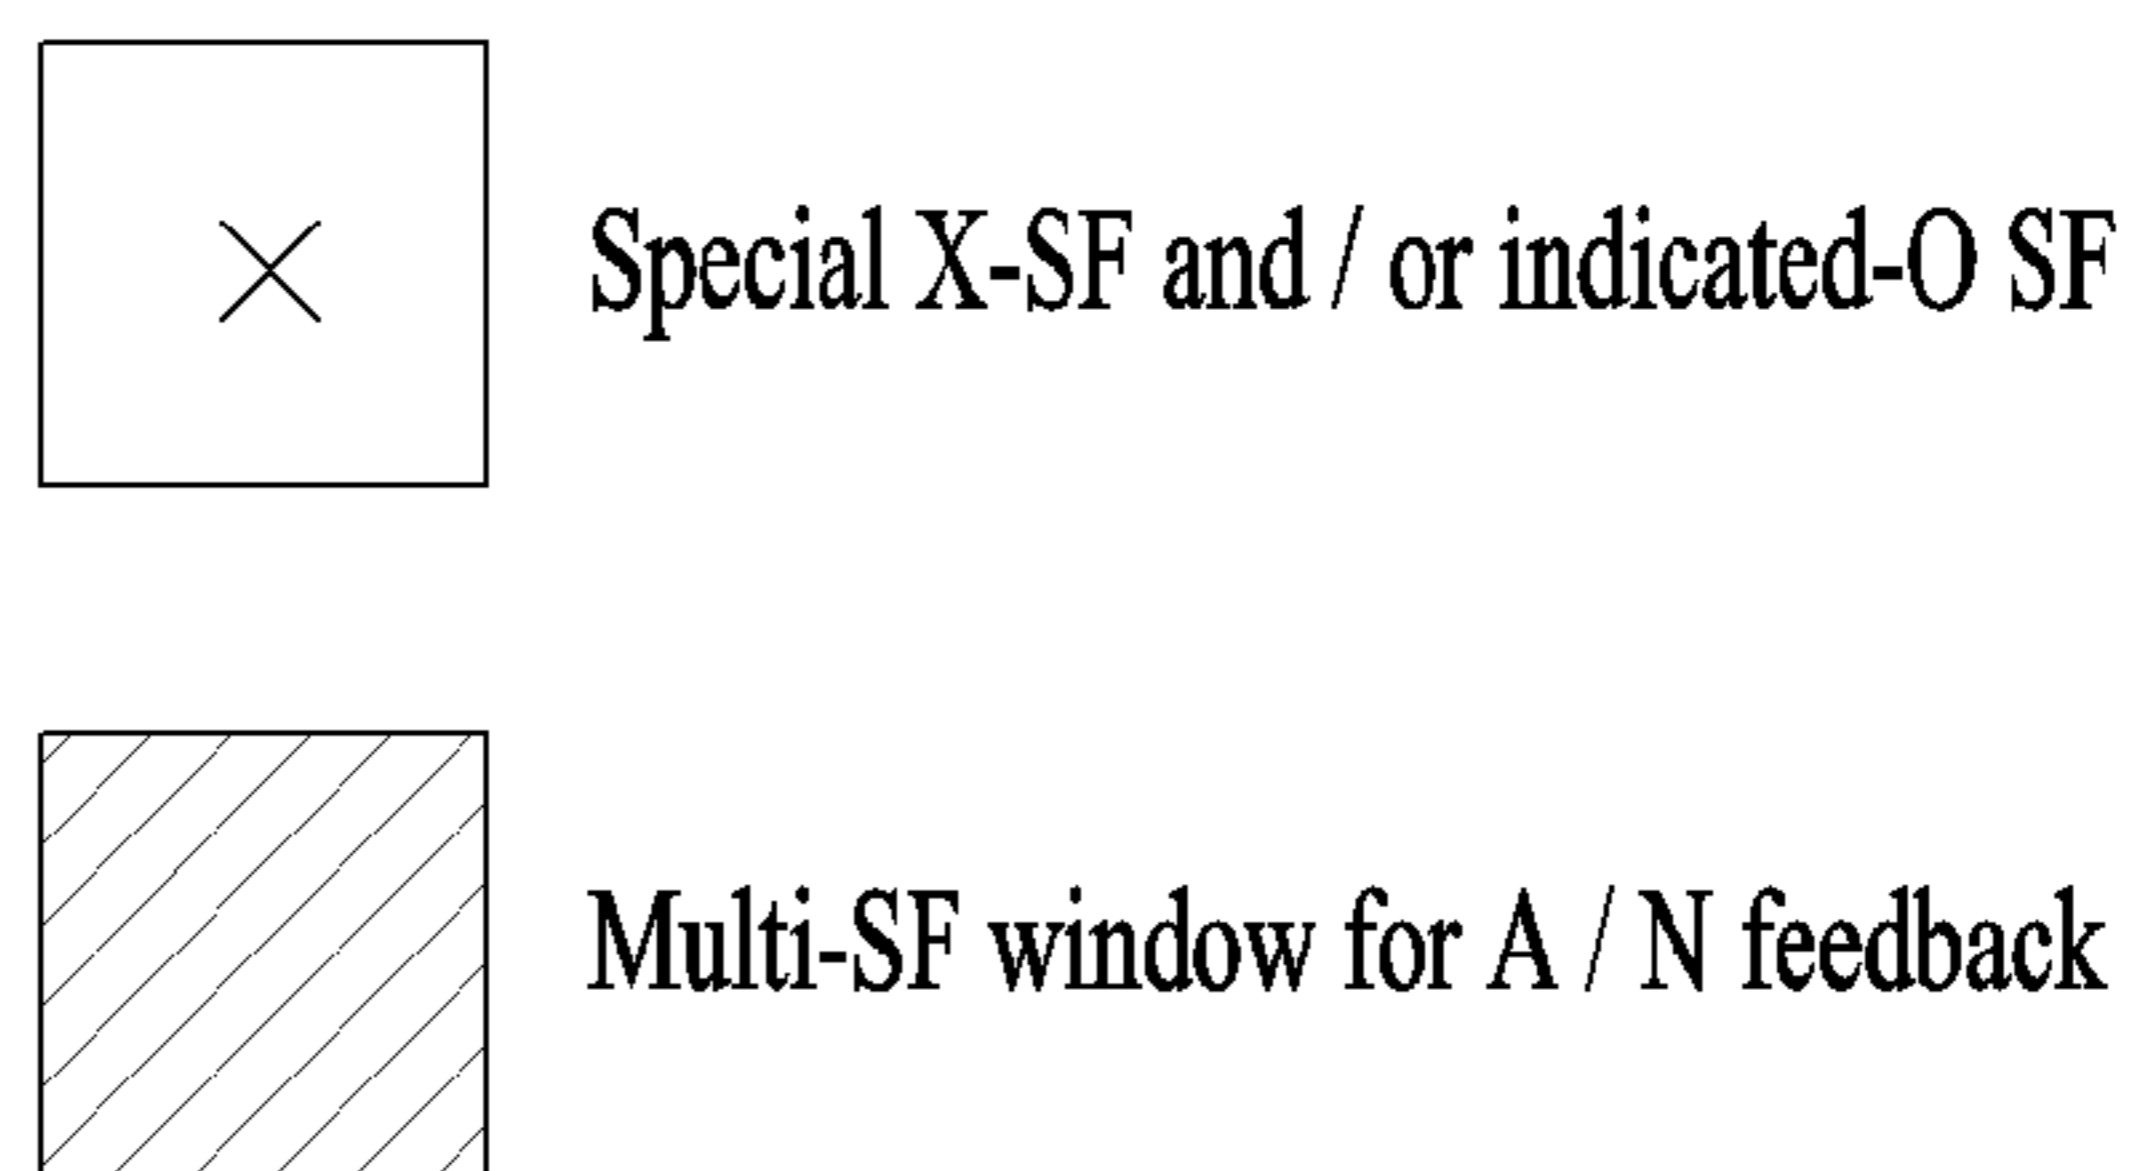 Special X-SF and / or indicated-O SF
Multi-SF window for A / N feedback